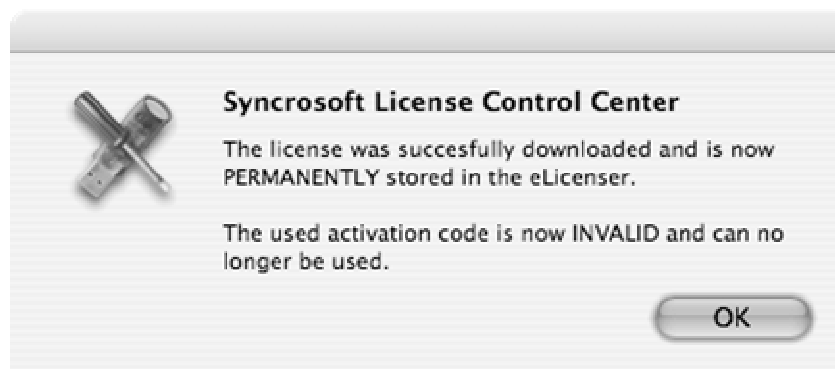 Syncrosoft License Control Center
The license was succesfully downloaded and is now
PERMANENTLY stored in the eLicenser.
The used activation code is now INVALID and can no
longer be used.
OK